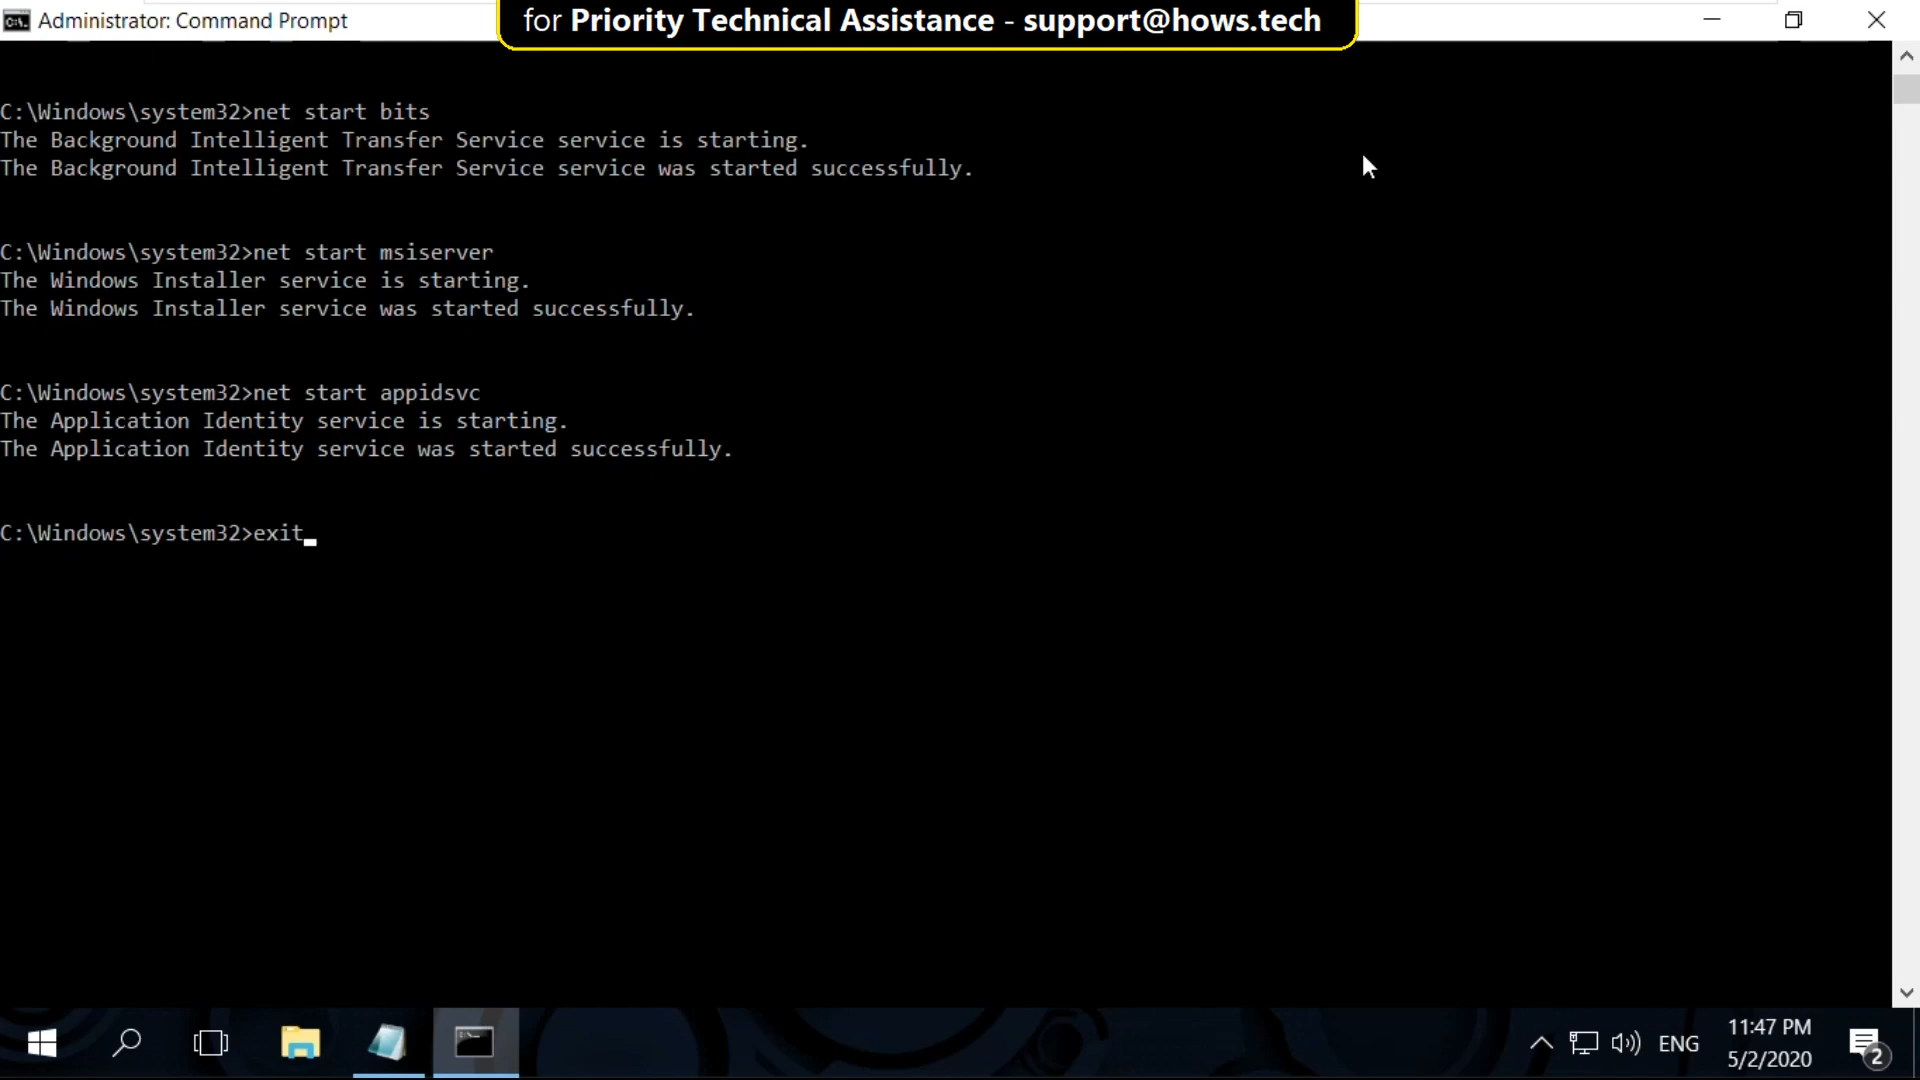 Administrator: Command Prompt
for Priority Technical Assistance - support@hows.tech
C:\Windows\system32>net start bits
The Background Intelligent Transfer Service service is starting.
The Background Intelligent Transfer Service service was started successfully.
C:\Windows\system32>net start msiserver
The Windows Installer service is starting.
The Windows Installer service was started successfully.
C:\Windows\system32>net start appidsvc
The Application Identity service is starting.
The Application Identity service was started successfully.
C:\Windows\system32>exit
ENG
11:47 PM
5/2/2020
2